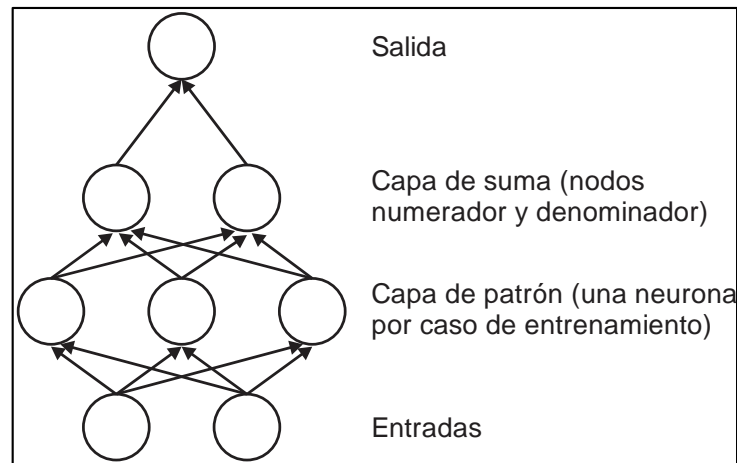 Salida
Capa de suma (nodos
numerador y denominador)
Capa de patrón (una neurona
por caso de entrenamiento)
Entradas